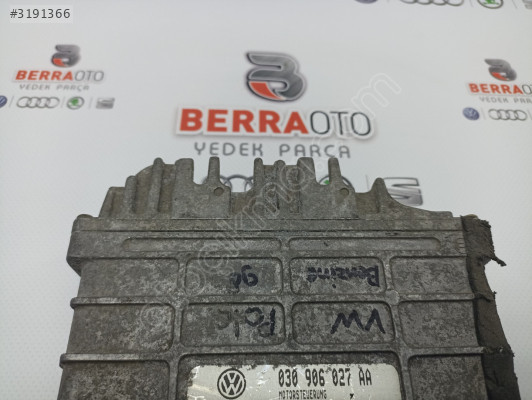 #3191366
BERRAOTO
YEDEK PARÇA
BERRAOTO
YEDEK PARÇA
BERRAOTO
YEDEK PARÇA
Benzine 96
VW Polo
030 906 027 AA
MOTORSTEUERUNG